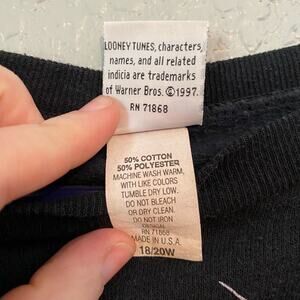 LOONEY TUNES, characters,
names, and all related
indicia are trademarks
of Warner Bros. ©1997.
RN 71868
50% COTTON
50% POLYESTER
MACHINE WASH WARM,
WITH LIKE COLORS
TUMBLE DRY LOW.
DO NOT BLEACH
OR DRY CLEAN.
DO NOT IRON
RN 71868
MADE IN U.S.A.
18/20W